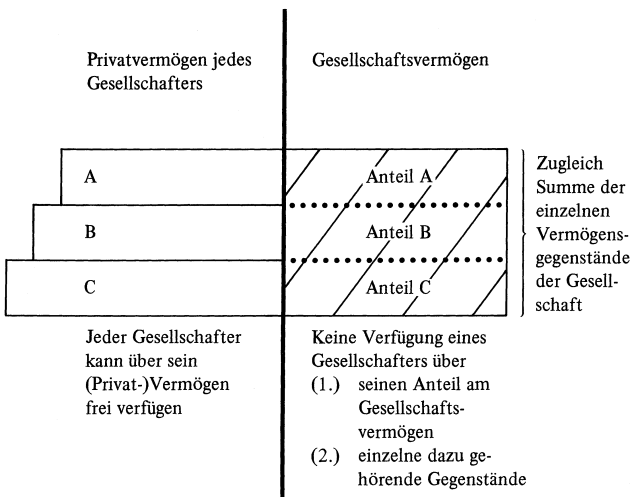 Privatvermögen jedes
Gesellschafters
Gesellschaftsvermögen
A
Anteil A
B
Anteil B
C
Anteil C
Zugleich
Summe der
einzelnen
Vermögens-
gegenstände
der Gesell-
schaft
Jeder Gesellschafter
kann über sein
(Privat-)Vermögen
frei verfügen
Keine Verfügung eines
Gesellschafters über
(1.) seinen Anteil am
Gesellschafts-
vermögen
(2.) einzelne dazu ge-
hörende Gegenstände